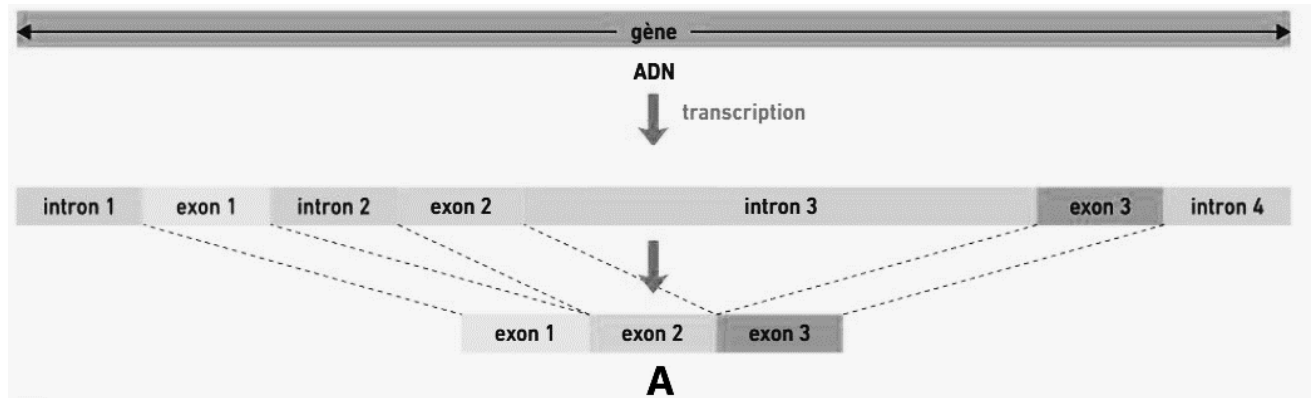 gène
ADN
transcription
intron 1 exon 1 intron 2 exon 2 intron 3 exon 3 intron 4
exon 1 exon 2 exon 3
A